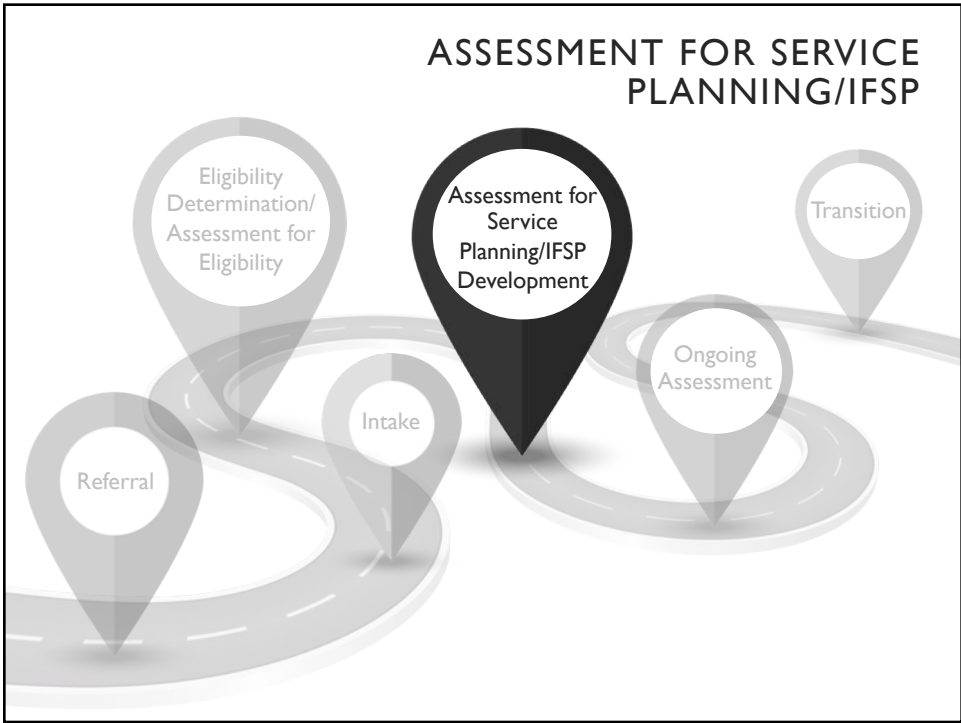 ASSESSMENT FOR SERVICE
PLANNING/IFSP
Eligibility
Determination/
Assessment for
Eligibility
Assessment for
Service
Planning/IFSP
Development
Transition
Ongoing
Assessment
Intake
Referral